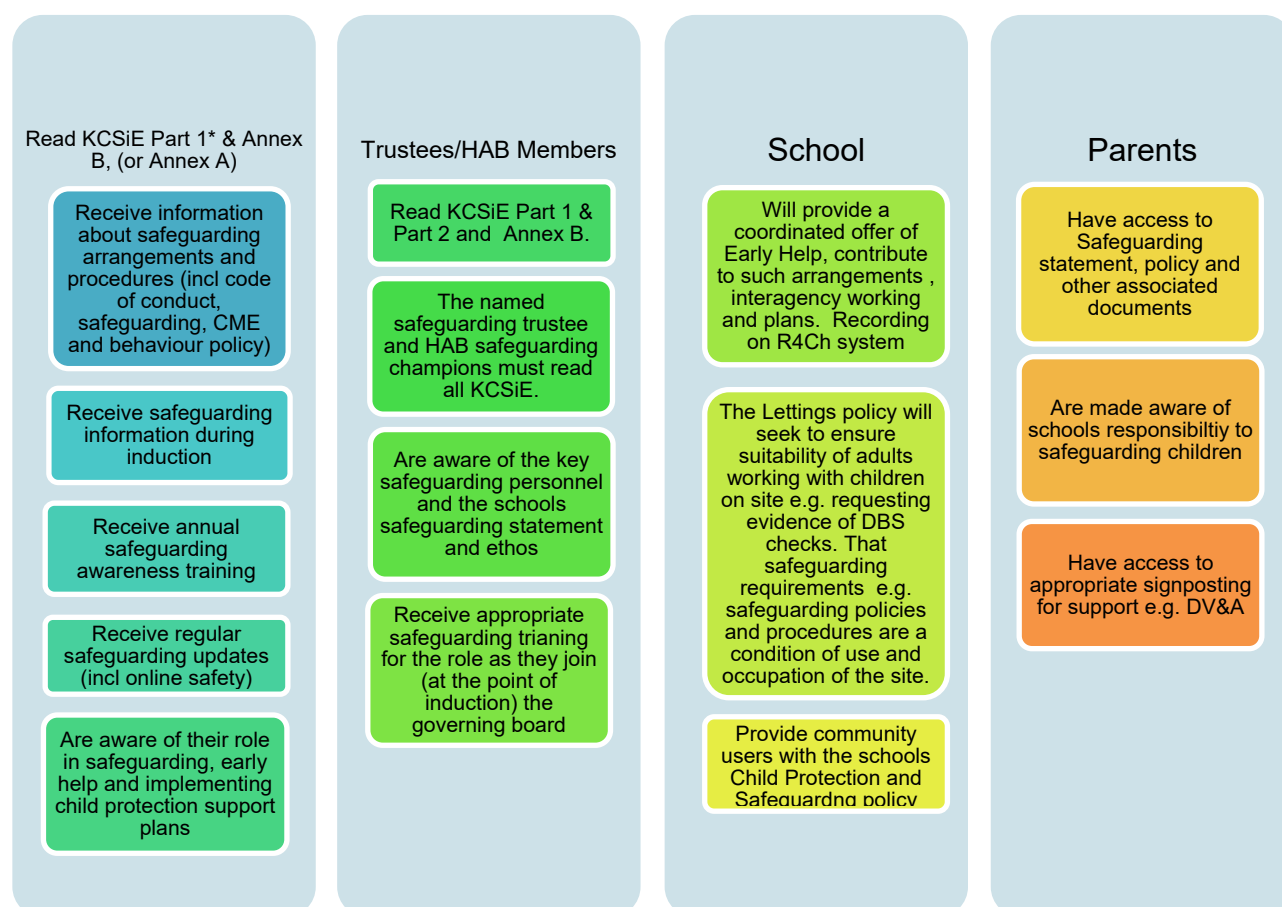 Read KCSiE Part 1* & Annex
B, (or Annex A)
Receive information
about safeguarding
arrangements and
procedures (incl code
of conduct,
safeguarding, CME
and behaviour policy)
Receive safeguarding
information during
induction
Receive annual
safeguarding
awareness training
Receive regular
safeguarding updates
(incl online safety)
Are aware of their role
in safeguarding, early
help and implementing
child protection support
plans
Trustees/HAB Members
Read KCSiE Part 1 &
Part 2 and Annex B.
The named
safeguarding trustee
and HAB safeguarding
champions must read
all KCSiE.
Are aware of the key
safeguarding personnel
and the schools
safeguarding statement
and ethos
Receive appropriate
safeguarding trianing
for the role as they join
(at the point of
induction) the
governing board
School
Will provide a
coordinated offer of
Early Help, contribute
to such arrangements ,
interagency working
and plans. Recording
on R4Ch system
The Lettings policy will
seek to ensure
suitability of adults
working with children
on site e.g. requesting
evidence of DBS
checks. That
safeguarding
requirements e.g.
safeguarding policies
and procedures are a
condition of use and
occupation of the site.
Provide community
users with the schools
Child Protection and
Safeguardng policy
Parents
Have access to
Safeguarding
statement, policy and
other associated
documents
Are made aware of
schools responsibiltiy to
safeguarding children
Have access to
appropriate signposting
for support e.g. DV&A